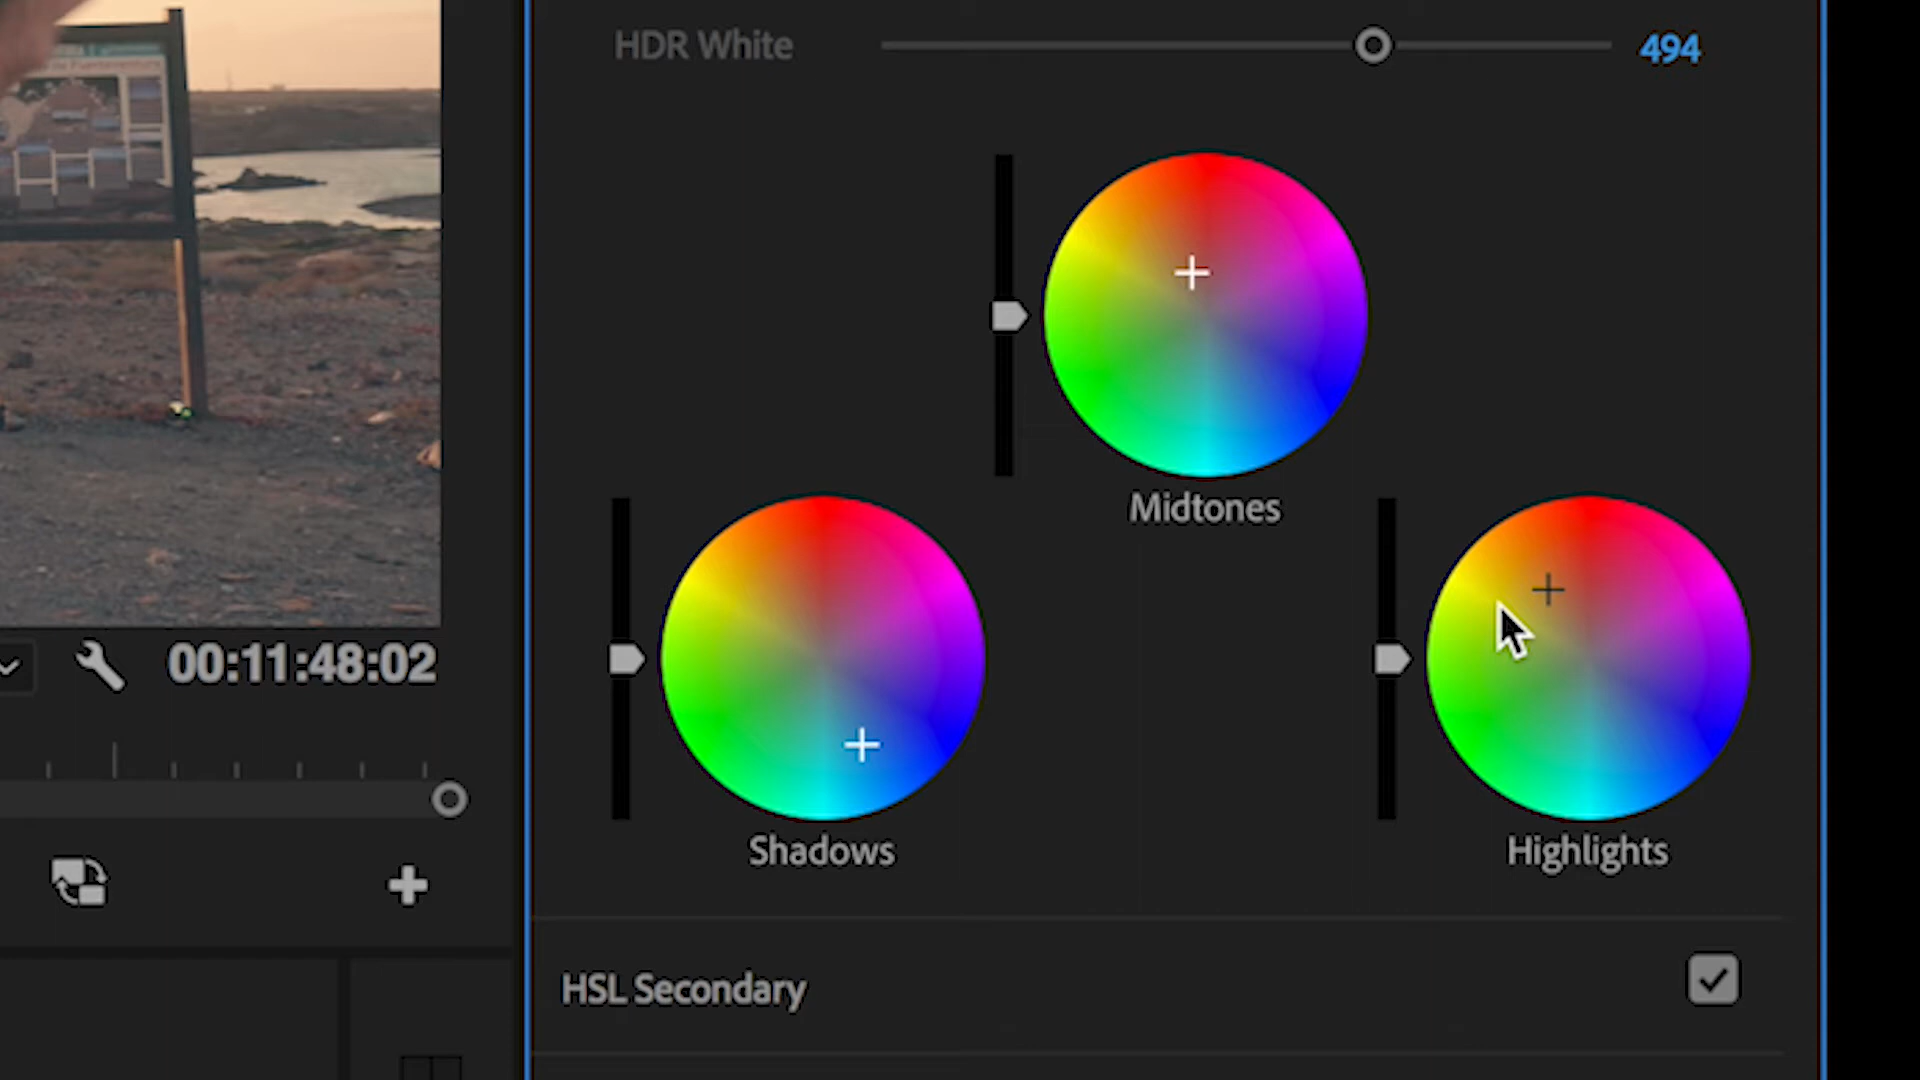 HDR White
494
Midtones
Shadows
Highlights
00:11:48:02
HSL Secondary